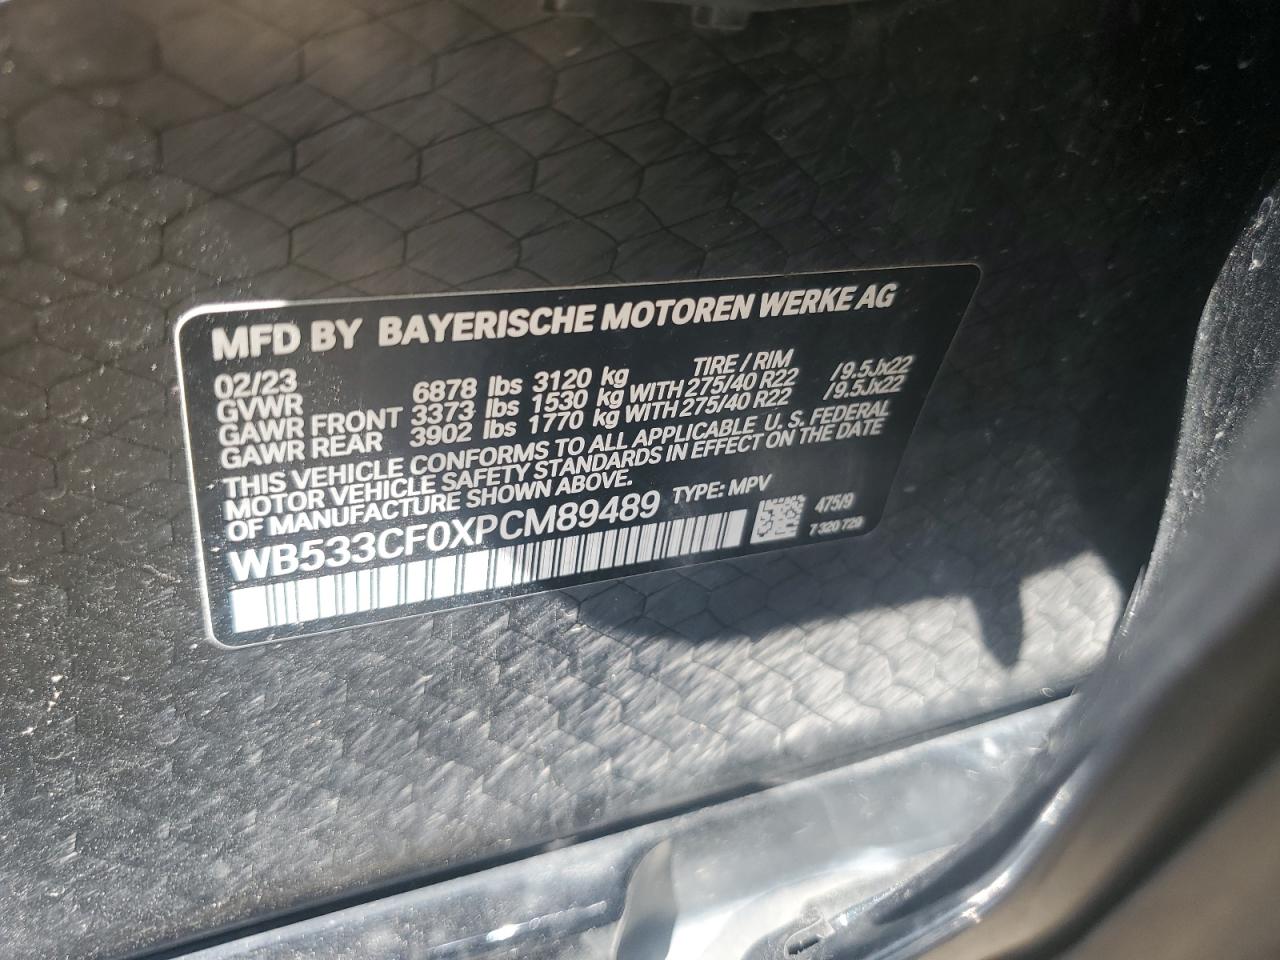 MFD BY BAYERISCHE MOTOREN WERKE AG
02/23 TIRE / RIM
GVWR 6878 lbs 3120 kg
GAWR FRONT 3373 lbs 1530 kg WITH 275/40 R22 /9.5Jx22
GAWR REAR 3902 lbs 1770 kg WITH 275/40 R22 /9.5Jx22
THIS VEHICLE CONFORMS TO ALL APPLICABLE U. S. FEDERAL
MOTOR VEHICLE SAFETY STANDARDS IN EFFECT ON THE DATE
OF MANUFACTURE SHOWN ABOVE.
WB533CF0XPCM89489 TYPE: MPV
475/9
7 320 729